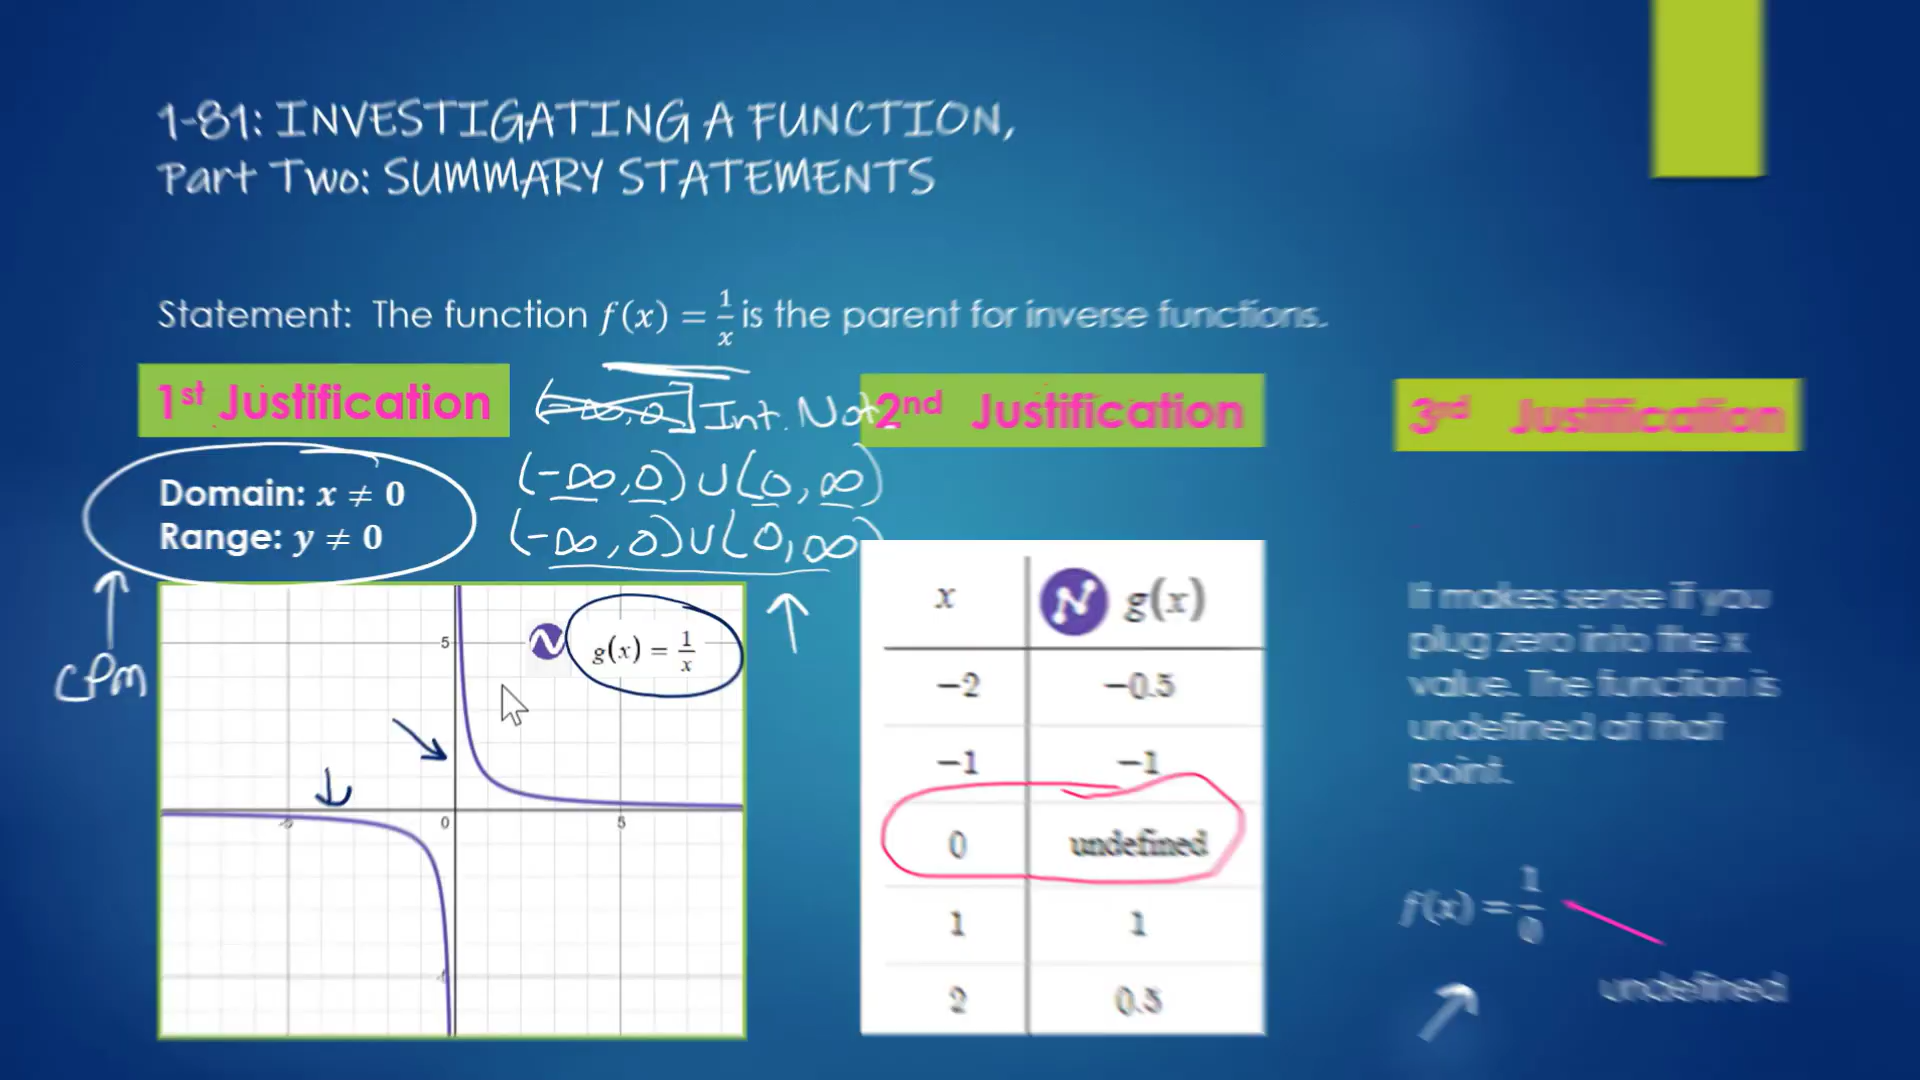 1-81: INVESTIGATING A FUNCTION,
Part Two: SUMMARY STATEMENTS
Statement: The function f(x) = 1/x is the parent for inverse functions.
1st Justification
(-∞,0] Int. Not
Domain: x ≠ 0
Range: y ≠ 0
(-∞,0)∪(0,∞)
(-∞,0)∪(0,∞)
CPM
5
g(x) = 1/x
-5 0 5
2nd Justification
x g(x)
−2 −0.5
−1 −1
0 undefined
1 1
2 0.5
3rd Justification
It makes sense if you
plug zero into the x
value. The function is
undefined at that
point.
f(x) = 1/0
undefined